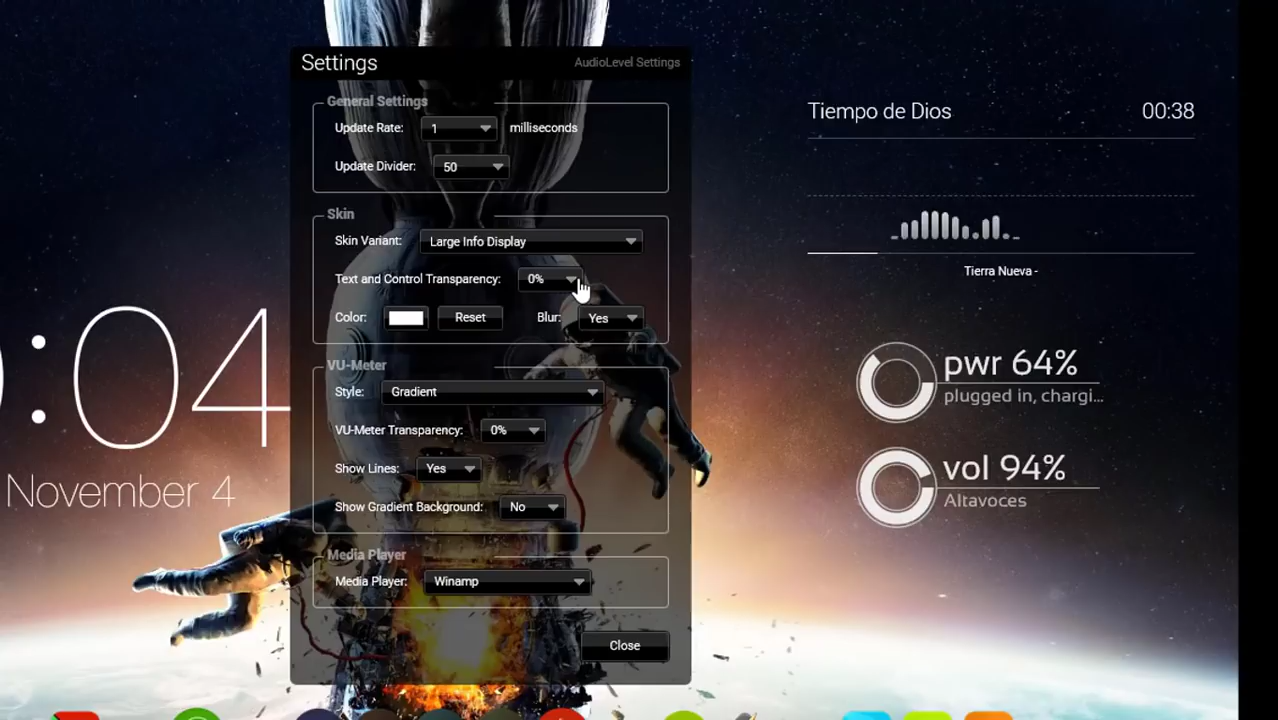 Settings
AudioLevel Settings
General Settings
Update Rate: 1 milliseconds
Update Divider: 50
Skin
Skin Variant: Large Info Display
Text and Control Transparency: 0%
Color: Reset Blur: Yes
VU-Meter
Style: Gradient
VU-Meter Transparency: 0%
Show Lines: Yes
Show Gradient Background: No
Media Player
Media Player: Winamp
Close
:04
November 4
Tiempo de Dios 00:38
Tierra Nueva -
pwr 64%
plugged in, chargi...
vol 94%
Altavoces